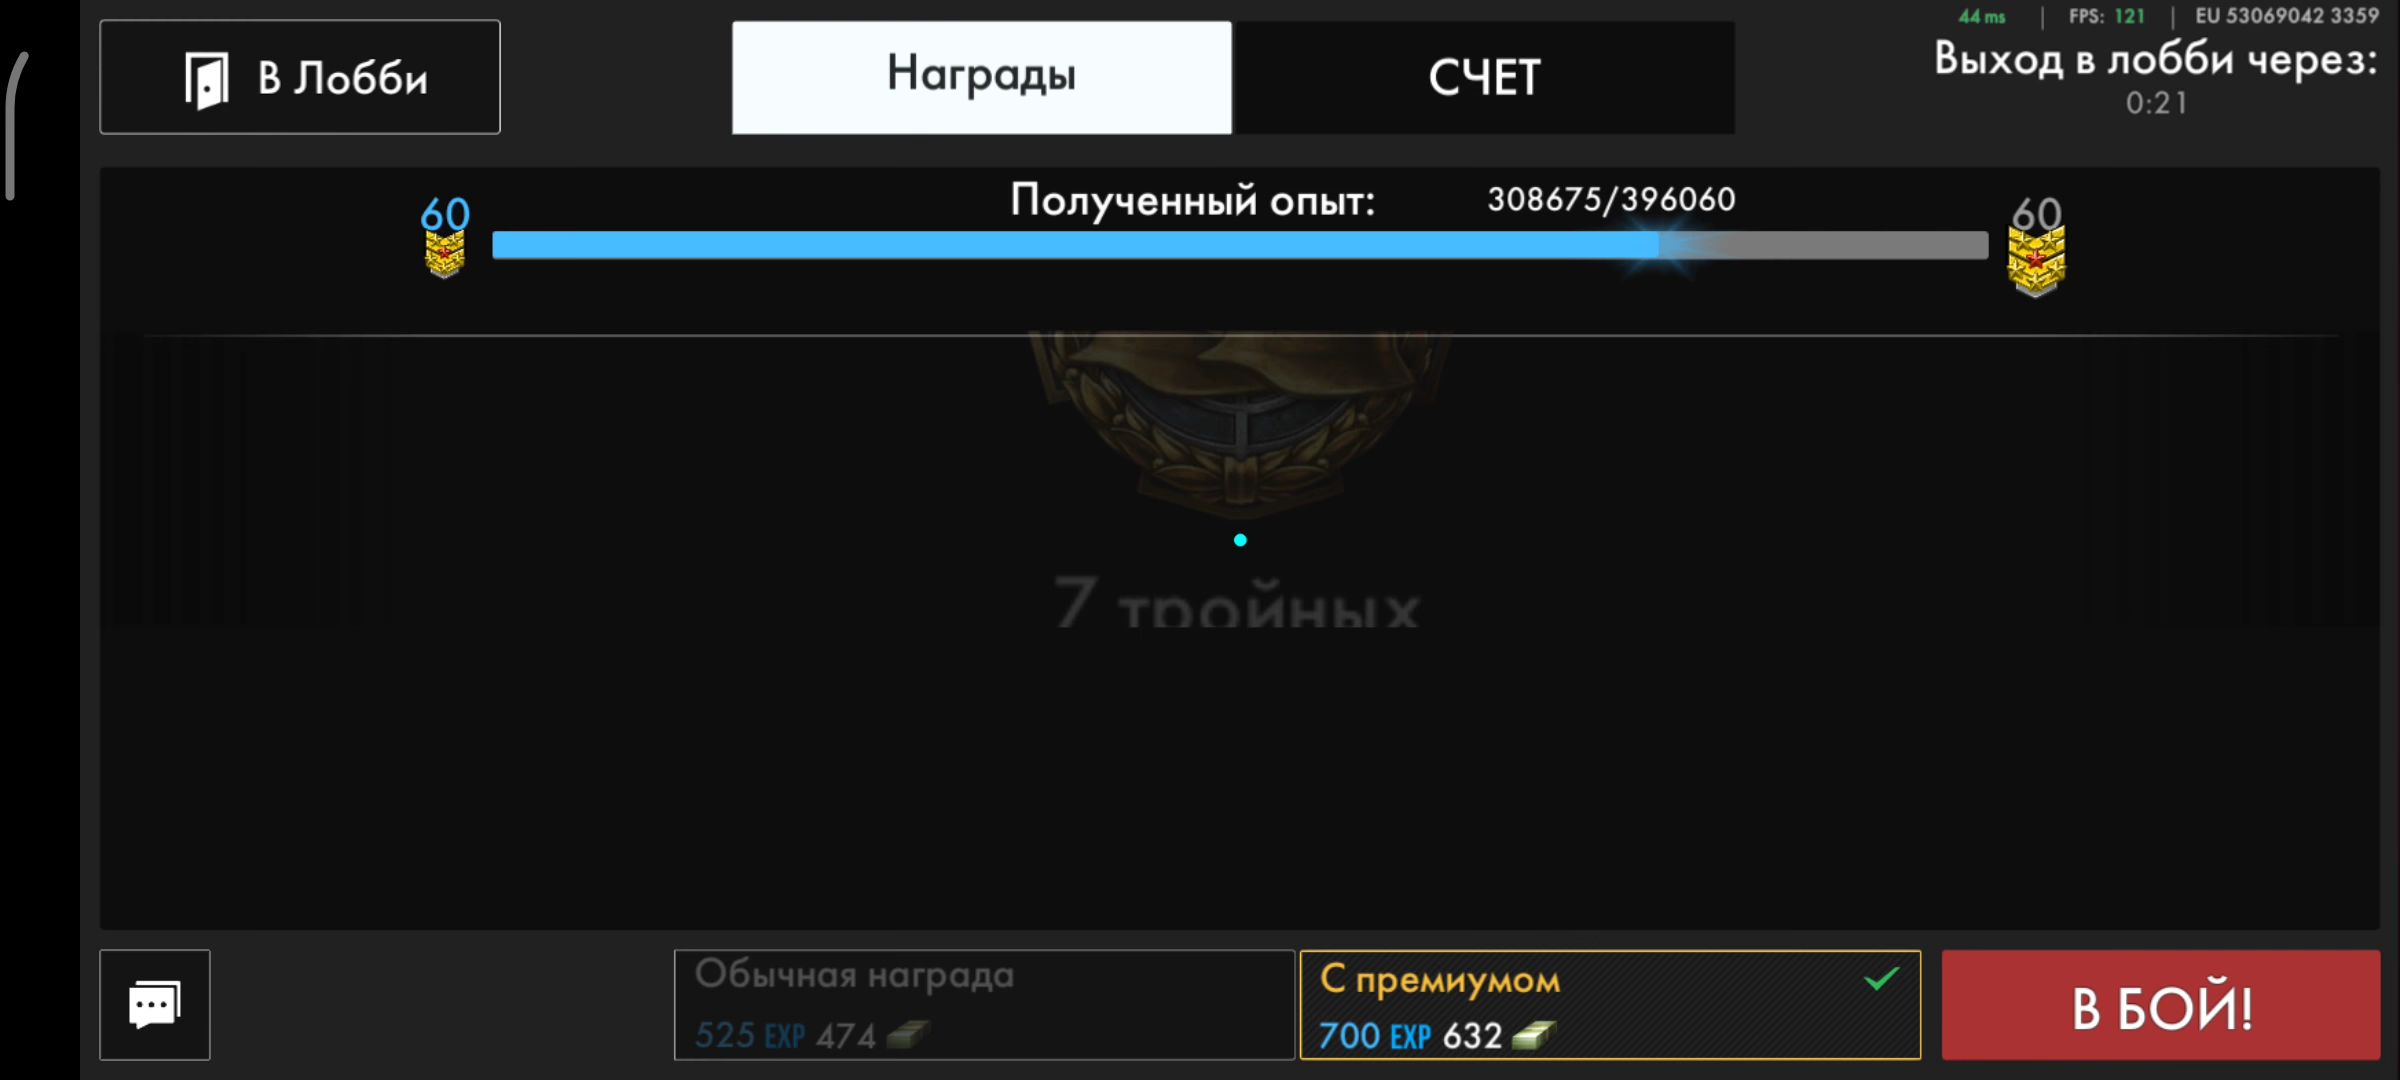 44 ms | FPS: 121 | EU 53069042 3359
В Лобби
Награды
СЧЕТ
Выход в лобби через:
0:21
Полученный опыт: 308675/396060
60
60
7 тройных
Обычная награда
525 EXP 474
С премиумом
700 EXP 632
В БОЙ!